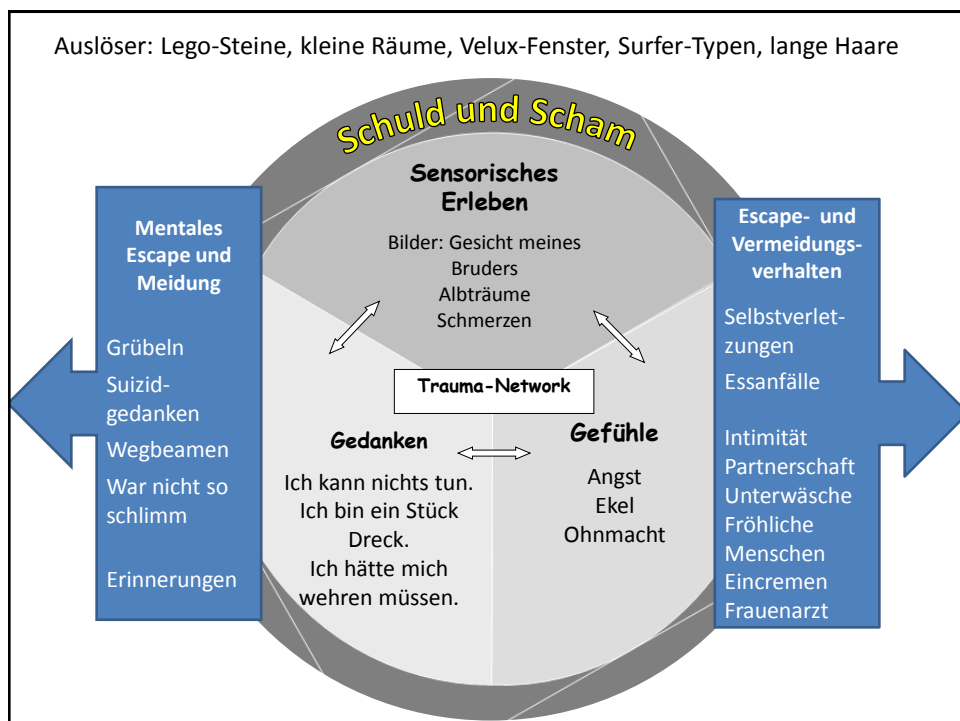 Auslöser: Lego-Steine, kleine Räume, Velux-Fenster, Surfer-Typen, lange Haare
Schuld und Scham
Sensorisches
Erleben
Bilder: Gesicht meines
Bruders
Albträume
Schmerzen
Mentales
Escape und
Meidung
Grübeln
Suizid-
gedanken
Wegbeamen
War nicht so
schlimm
Erinnerungen
Trauma-Network
Gedanken
Ich kann nichts tun.
Ich bin ein Stück
Dreck.
Ich hätte mich
wehren müssen.
Gefühle
Angst
Ekel
Ohnmacht
Escape- und
Vermeidungs-
verhalten
Selbstverlet-
zungen
Essanfälle
Intimität
Partnerschaft
Unterwäsche
Fröhliche
Menschen
Eincremen
Frauenarzt